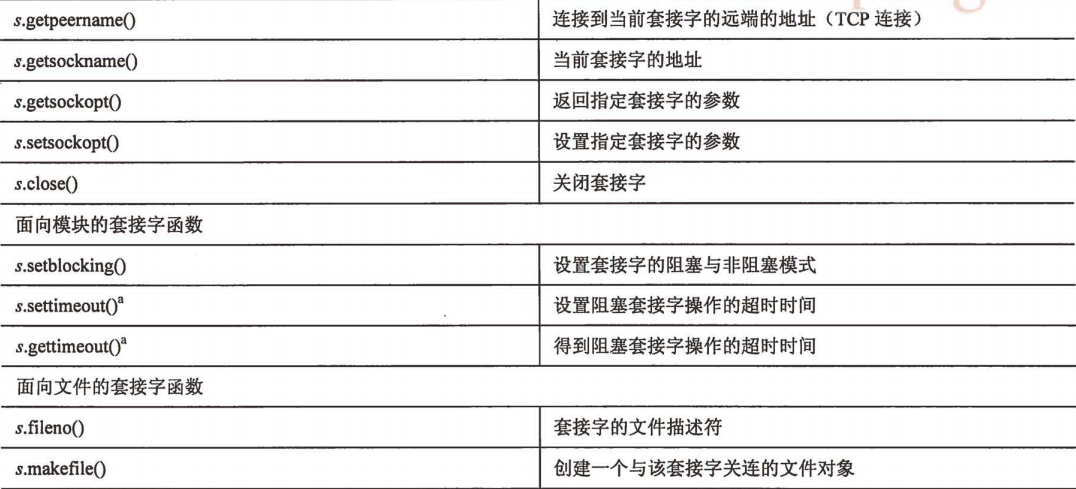 s.getpeername() 连接到当前套接字的远端的地址（TCP 连接）
s.getsockname() 当前套接字的地址
s.getsockopt() 返回指定套接字的参数
s.setsockopt() 设置指定套接字的参数
s.close() 关闭套接字
面向模块的套接字函数
s.setblocking() 设置套接字的阻塞与非阻塞模式
s.settimeout()ª 设置阻塞套接字操作的超时时间
s.gettimeout()ª 得到阻塞套接字操作的超时时间
面向文件的套接字函数
s.fileno() 套接字的文件描述符
s.makefile() 创建一个与该套接字关连的文件对象